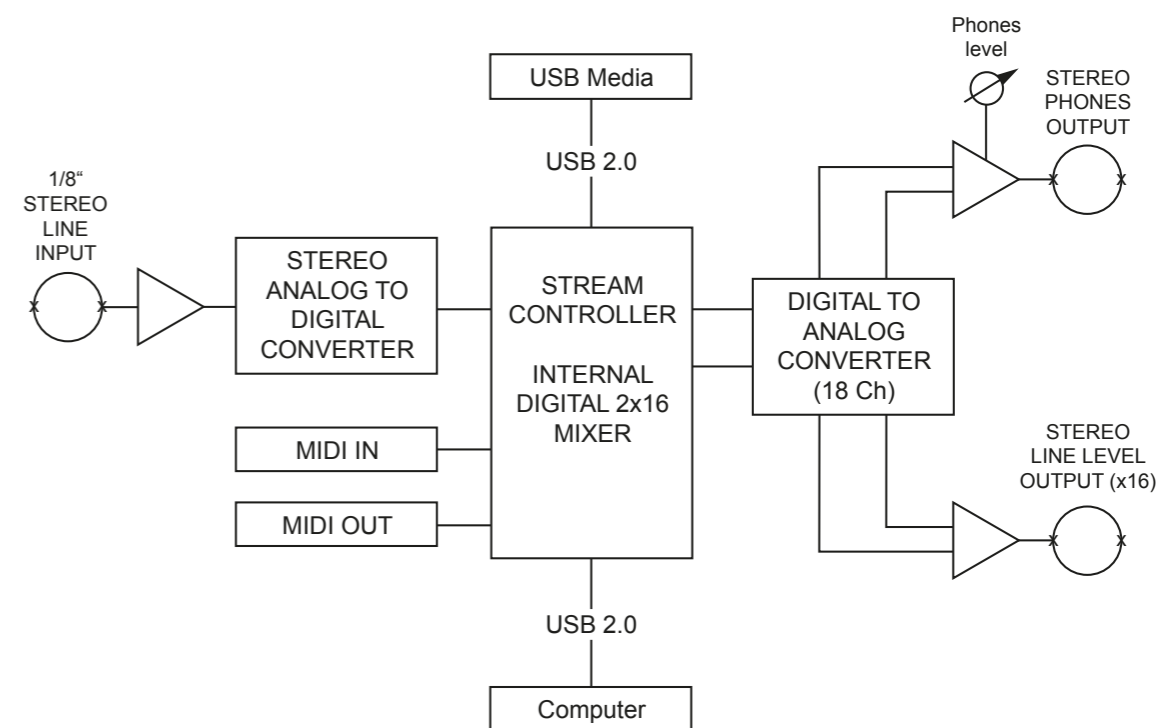 Phones
level
STEREO
PHONES
OUTPUT
USB Media
USB 2.0
1/8“
STEREO
LINE
INPUT
STEREO
ANALOG TO
DIGITAL
CONVERTER
STREAM
CONTROLLER
INTERNAL
DIGITAL 2x16
MIXER
DIGITAL TO
ANALOG
CONVERTER
(18 Ch)
MIDI IN
MIDI OUT
STEREO
LINE LEVEL
OUTPUT (x16)
USB 2.0
Computer